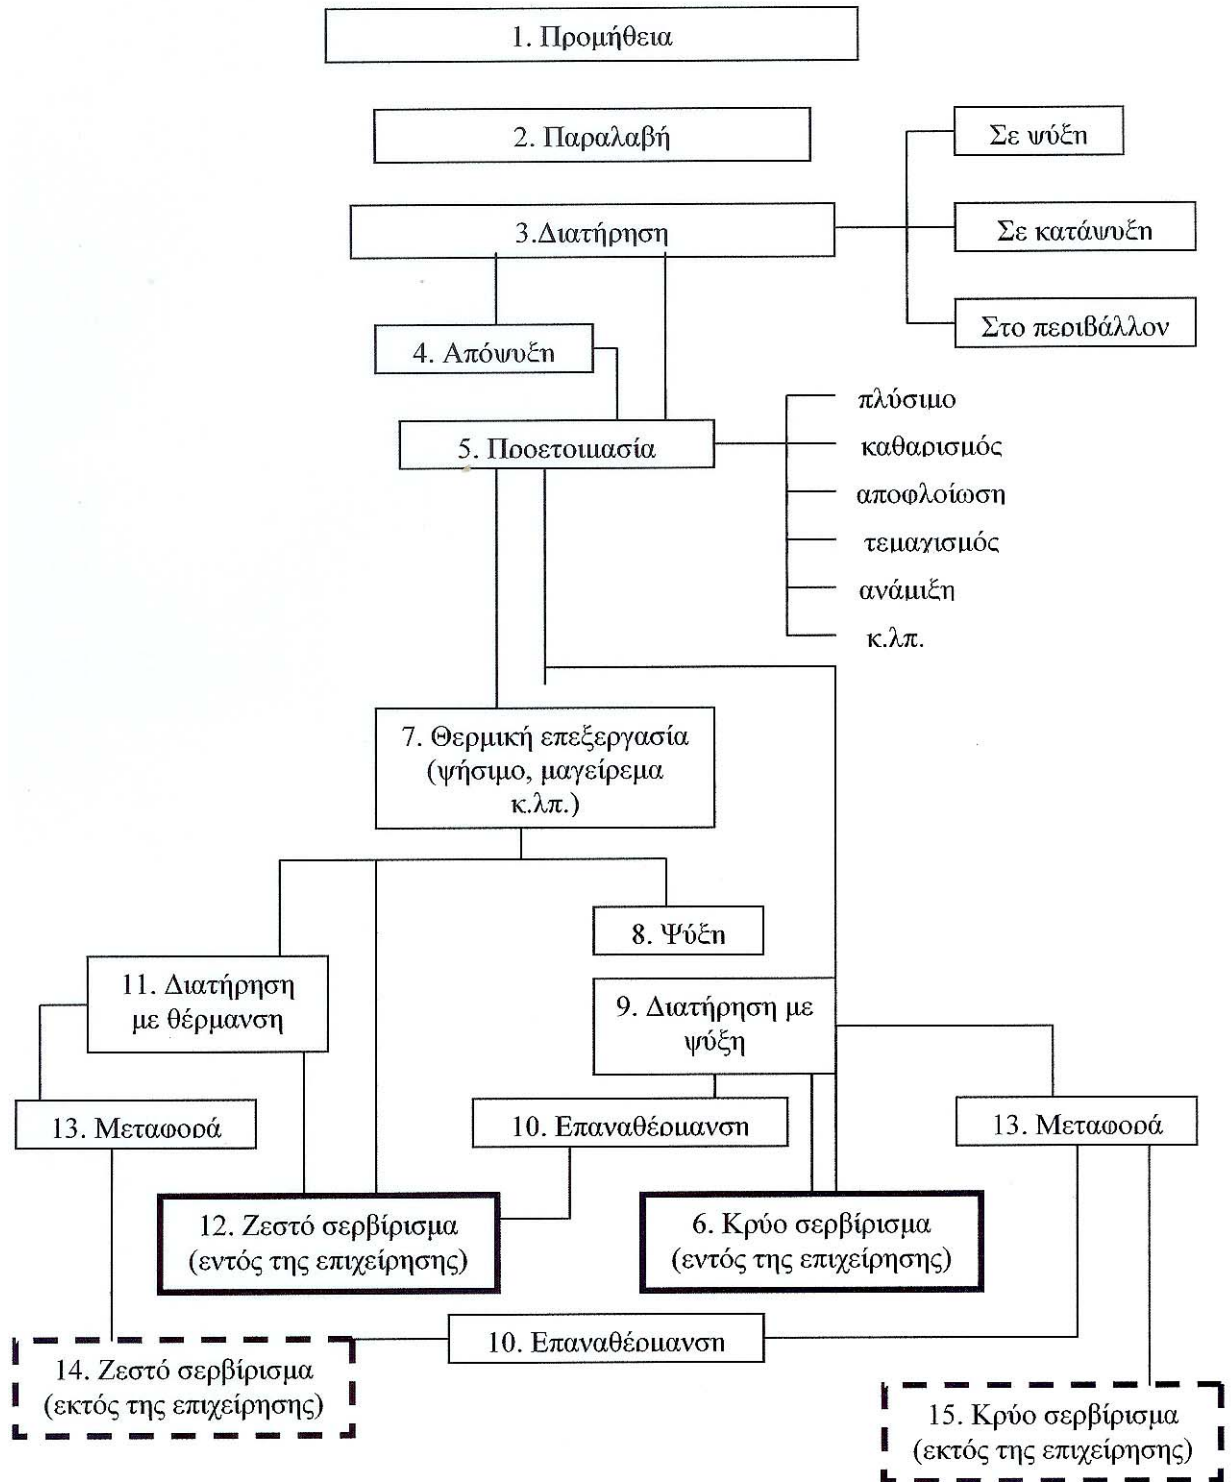 1. Προμήθεια
2. Παραλαβή
Σε ψύξη
3.Διατήρηση
Σε κατάψυξη
Στο περιβάλλον
4. Απόψυξη
πλύσιμο
5. Προετοιμασία
καθαρισμός
αποφλοίωση
τεμαχισμός
ανάμιξη
κ.λπ.
7. Θερμική επεξεργασία
(ψήσιμο, μαγείρεμα
κ.λπ.)
8. Ψύξη
11. Διατήρηση
με θέρμανση
9. Διατήρηση με
ψύξη
13. Μεταφορά
10. Επαναθέρμανση
13. Μεταφορά
12. Ζεστό σερβίρισμα
(εντός της επιχείρησης)
6. Κρύο σερβίρισμα
(εντός της επιχείρησης)
10. Επαναθέρμανση
14. Ζεστό σερβίρισμα
(εκτός της επιχείρησης)
15. Κρύο σερβίρισμα
(εκτός της επιχείρησης)